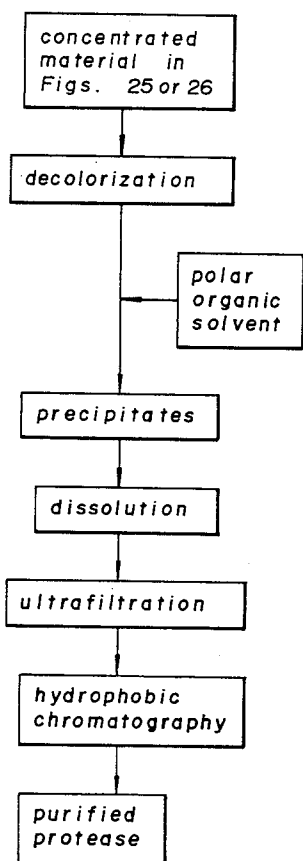 concentrated
material in
Figs. 25 or 26
decolorization
polar
organic
solvent
precipitates
dissolution
ultrafiltration
hydrophobic
chromatography
purified
protease